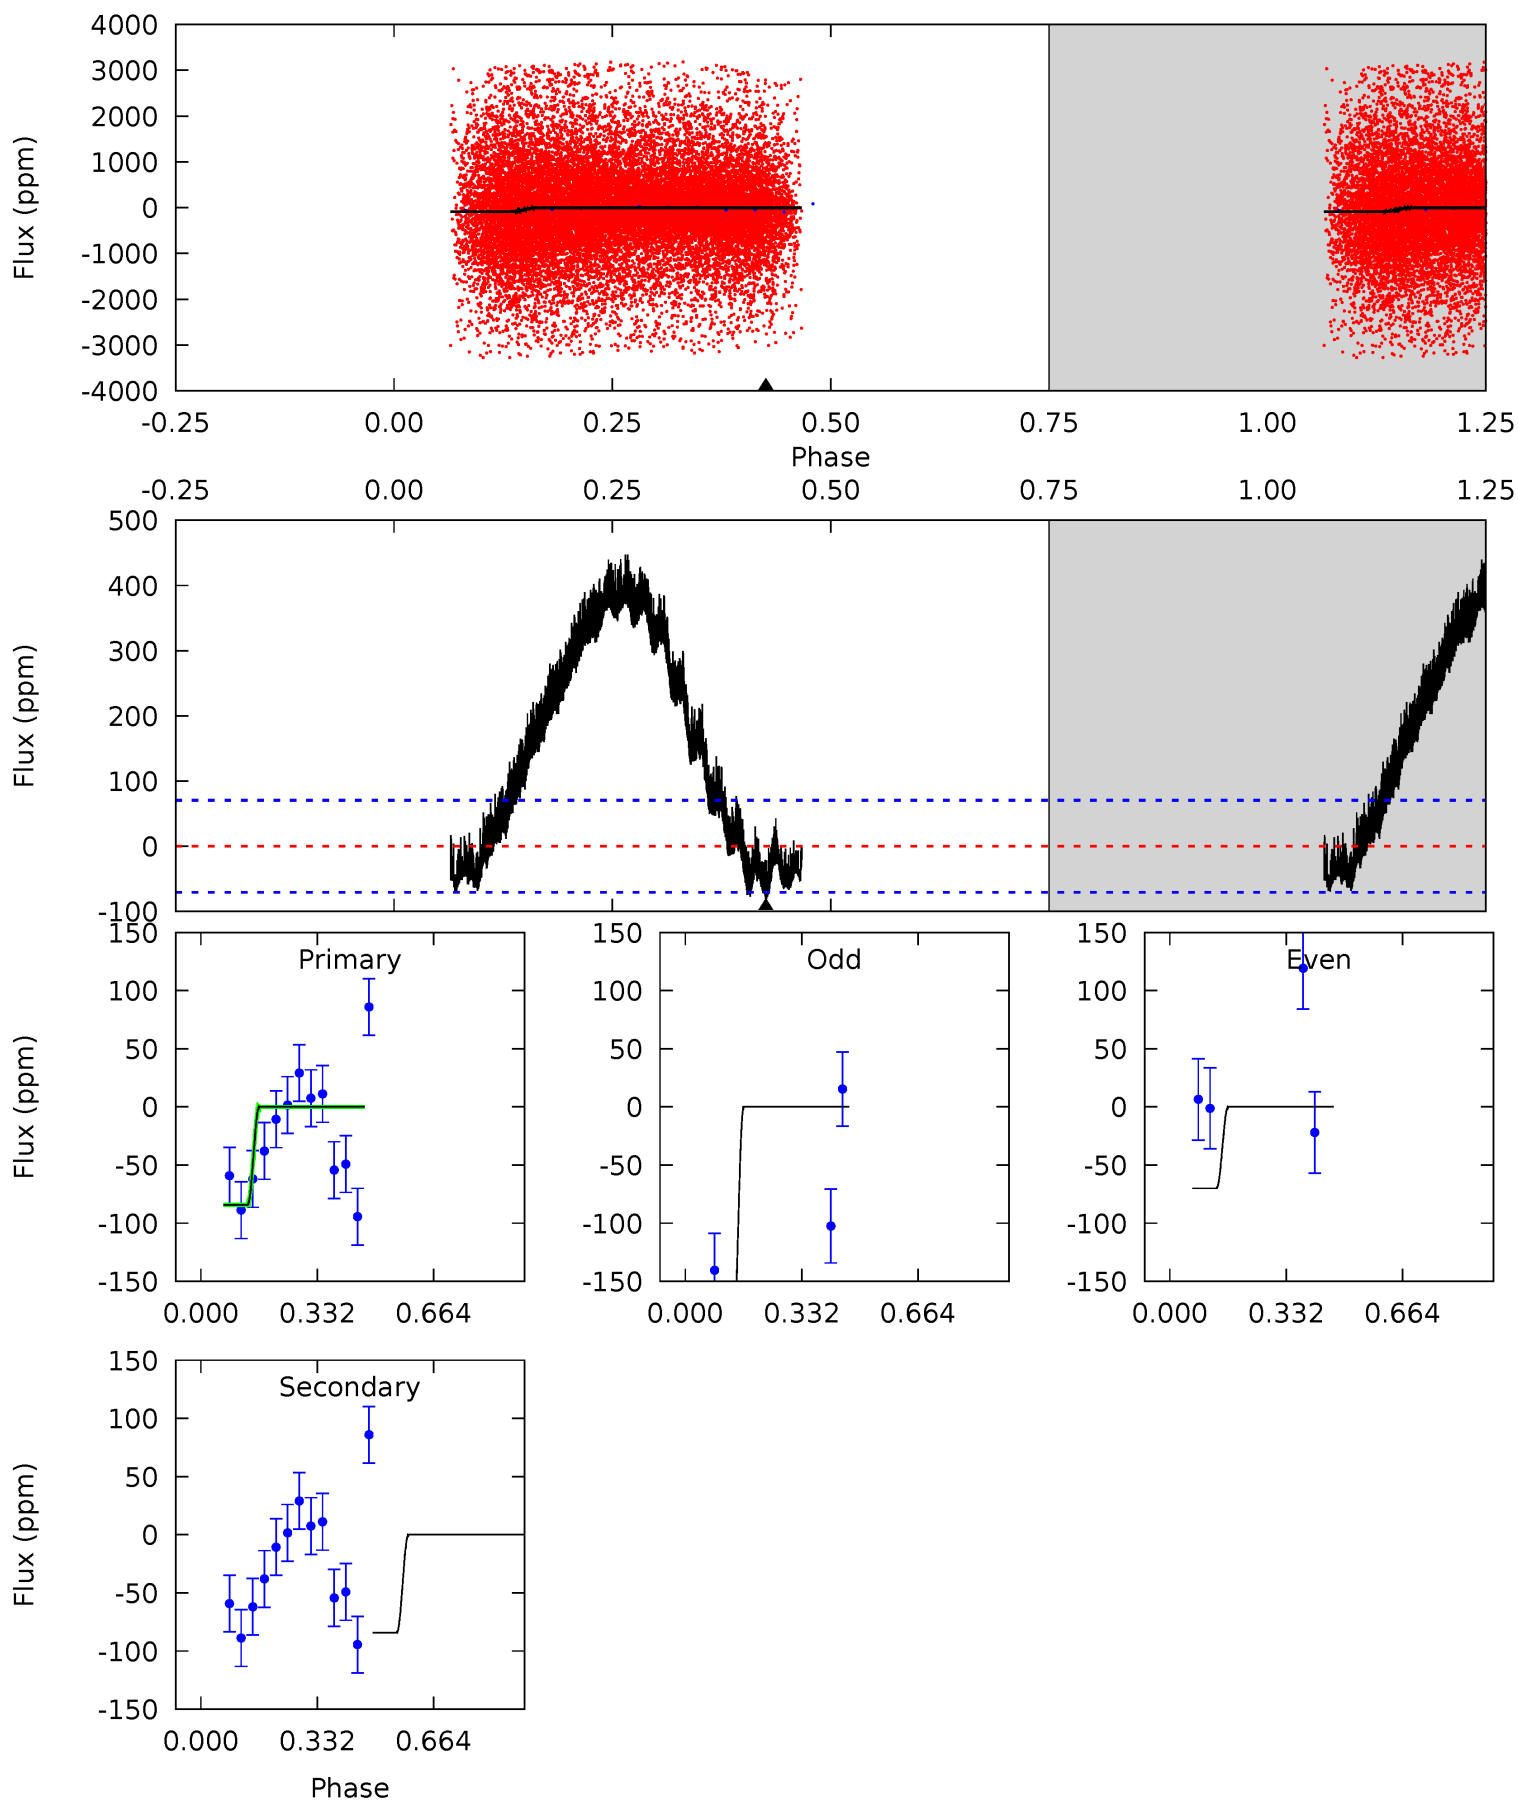 4000
3000
2000
1000
0
-1000
-2000
-3000
-4000
Flux (ppm)
-0.25 0.00 0.25 0.50 0.75 1.00 1.25
Phase
-0.25 0.00 0.25 0.50 0.75 1.00 1.25
500
400
300
200
100
0
-100
Flux (ppm)
150 150 150
Primary Odd Even
100 100 100
50 50 50
0 0 0
-50 -50 -50
-100 -100 -100
-150 -150 -150
Flux (ppm)
0.000 0.332 0.664 0.000 0.332 0.664 0.000 0.332 0.664
150
Secondary
100
50
0
-50
-100
-150
Flux (ppm)
0.000 0.332 0.664
Phase